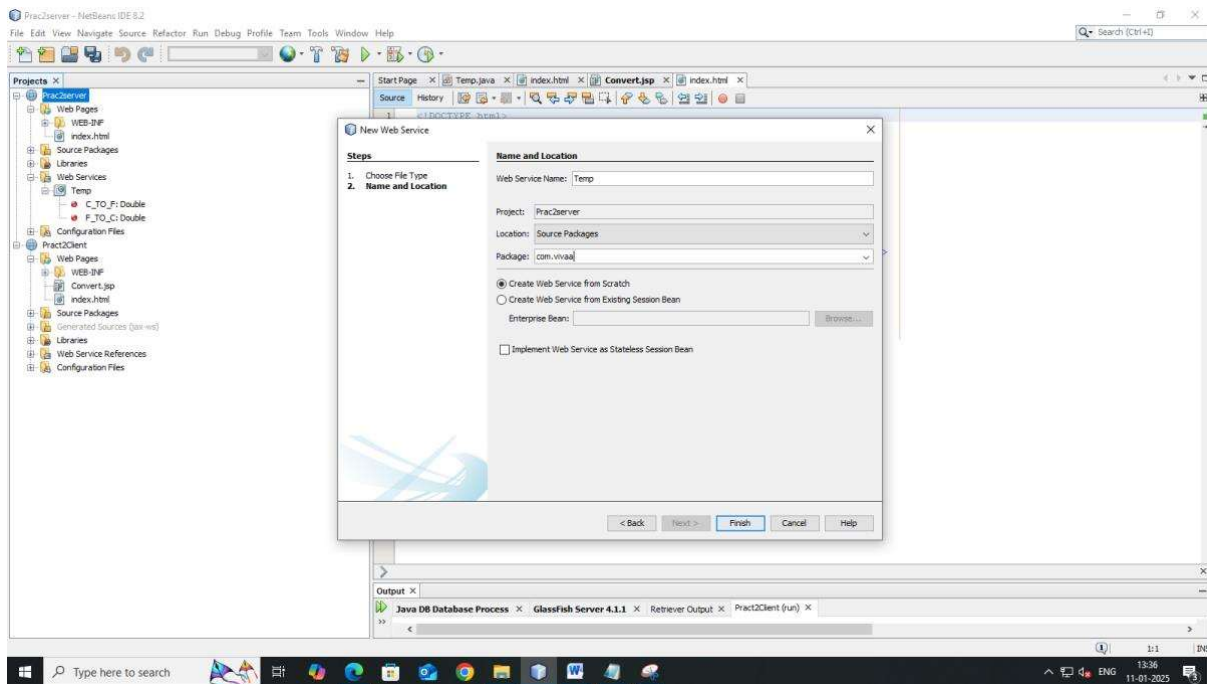 Prac2server - NetBeans IDE 8.2
File Edit View Navigate Source Refactor Run Debug Profile Team Tools Window Help
Search (Ctrl+I)
Projects
Prac2server
Web Pages
WEB-INF
index.html
Source Packages
Libraries
Web Services
Temp
C_TO_F: Double
F_TO_C: Double
Configuration Files
Pract2Client
Web Pages
WEB-INF
Convert.jsp
index.html
Source Packages
Generated Sources (jax-ws)
Libraries
Web Service References
Configuration Files
Start Page Temp.java index.html Convert.jsp index.html
Source History
1 <!DOCTYPE html>
New Web Service
Steps
1. Choose File Type
2. Name and Location
Name and Location
Web Service Name: Temp
Project: Prac2server
Location: Source Packages
Package: com.vivaa
Create Web Service from Scratch
Create Web Service from Existing Session Bean
Enterprise Bean: Browse...
Implement Web Service as Stateless Session Bean
< Back Next > Finish Cancel Help
Output
Java DB Database Process GlassFish Server 4.1.1 Retriever Output Pract2Client (run)
1:1 INS
Type here to search
ENG
13:36
11-01-2025